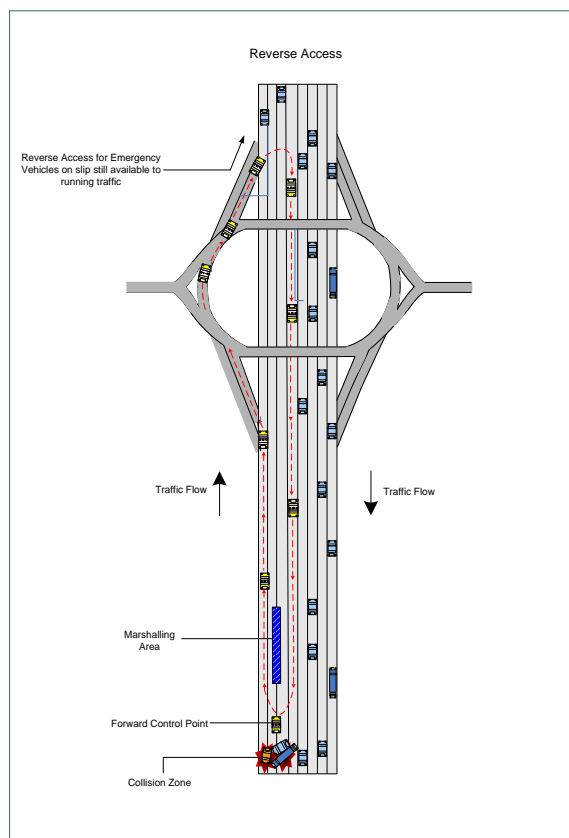 Reverse Access
Reverse Access for Emergency
Vehicles on slip still available to
running traffic
Traffic Flow
Traffic Flow
Marshalling
Area
Forward Control Point
Collision Zone